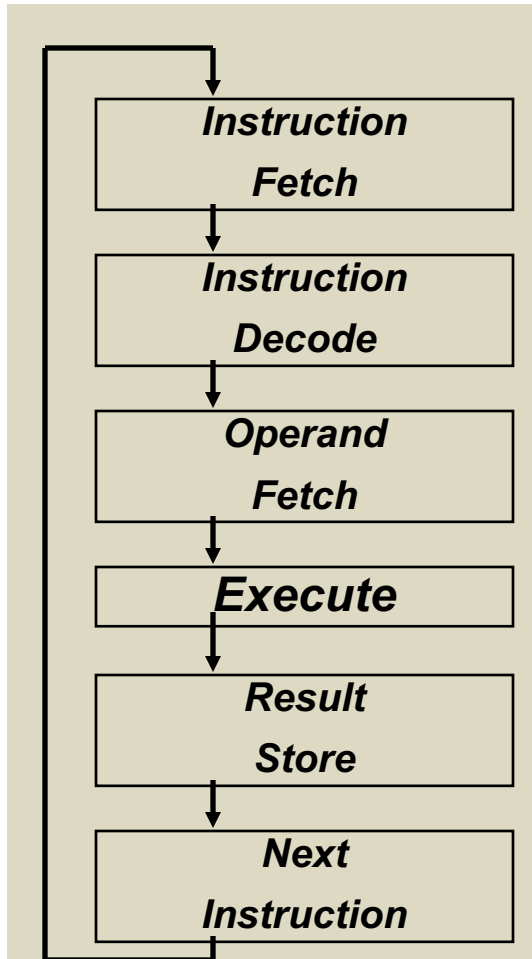 Instruction
Fetch
Instruction
Decode
Operand
Fetch
Execute
Result
Store
Next
Instruction